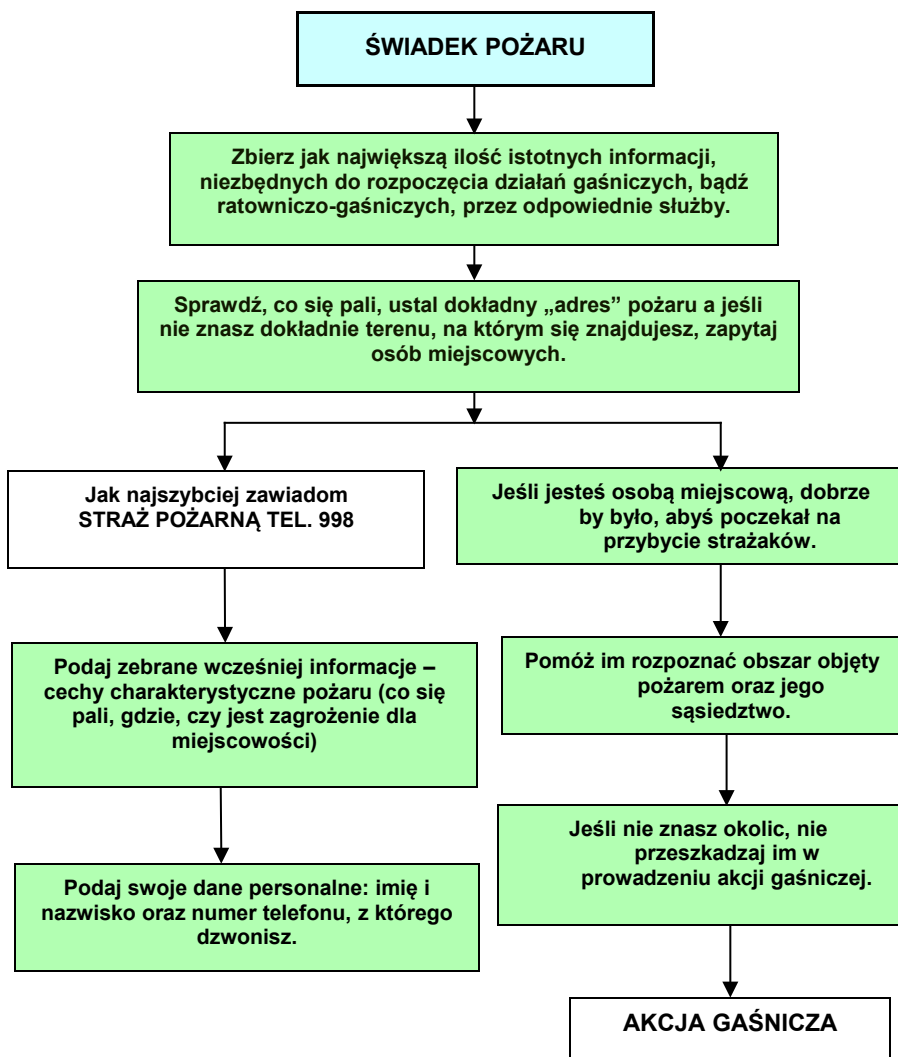 ŚWIADEK POŻARU
Zbierz jak największą ilość istotnych informacji,
niezbędnych do rozpoczęcia działań gaśniczych, bądź
ratowniczo-gaśniczych, przez odpowiednie służby.
Sprawdź, co się pali, ustal dokładny „adres” pożaru a jeśli
nie znasz dokładnie terenu, na którym się znajdujesz, zapytaj
osób miejscowych.
Jak najszybciej zawiadom
STRAŻ POŻARNĄ TEL. 998
Podaj zebrane wcześniej informacje –
cechy charakterystyczne pożaru (co się
pali, gdzie, czy jest zagrożenie dla
miejscowości)
Podaj swoje dane personalne: imię i
nazwisko oraz numer telefonu, z którego
dzwonisz.
Jeśli jesteś osobą miejscową, dobrze
by było, abyś poczekał na
przybycie strażaków.
Pomóż im rozpoznać obszar objęty
pożarem oraz jego
sąsiedztwo.
Jeśli nie znasz okolic, nie
przeszkadzaj im w
prowadzeniu akcji gaśniczej.
AKCJA GAŚNICZA